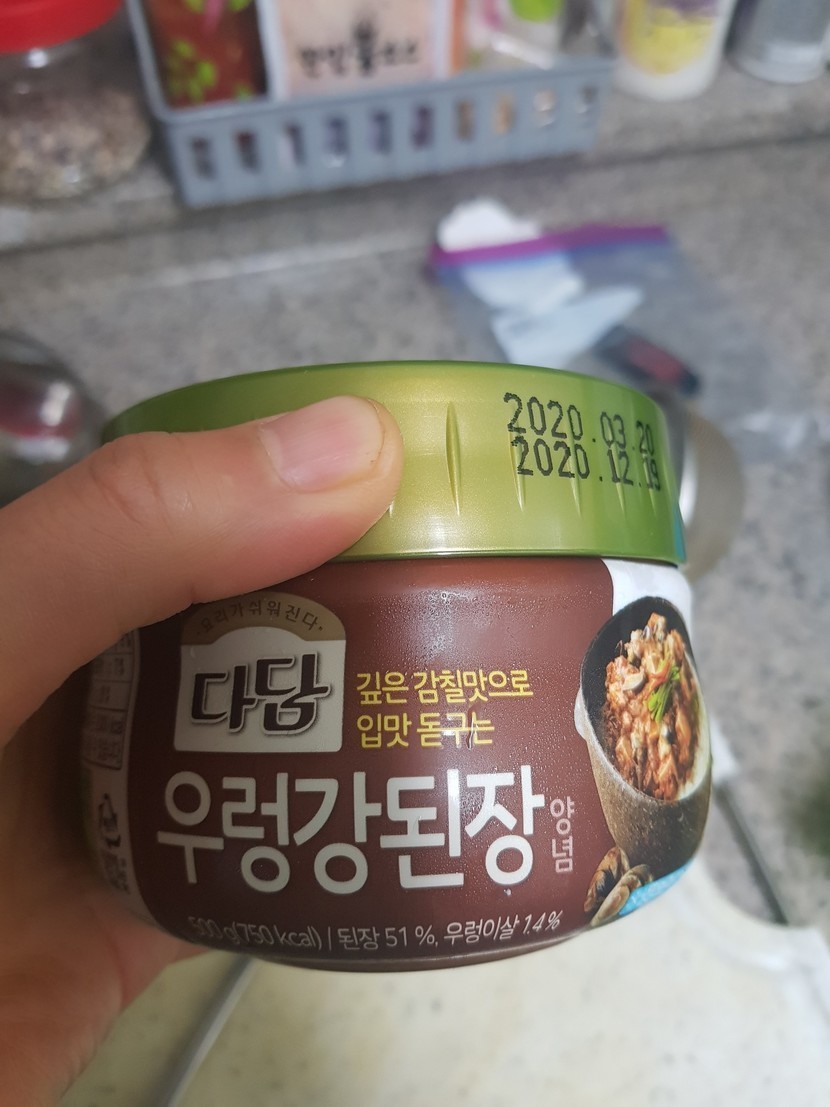 2020.03.20
2020.12.19
요리가쉬워진다
다담
깊은 감칠맛으로
입맛 돋구는
우렁강된장
양념
500 g(750 kcal) / 된장 51 %, 우렁이살 1.4 %